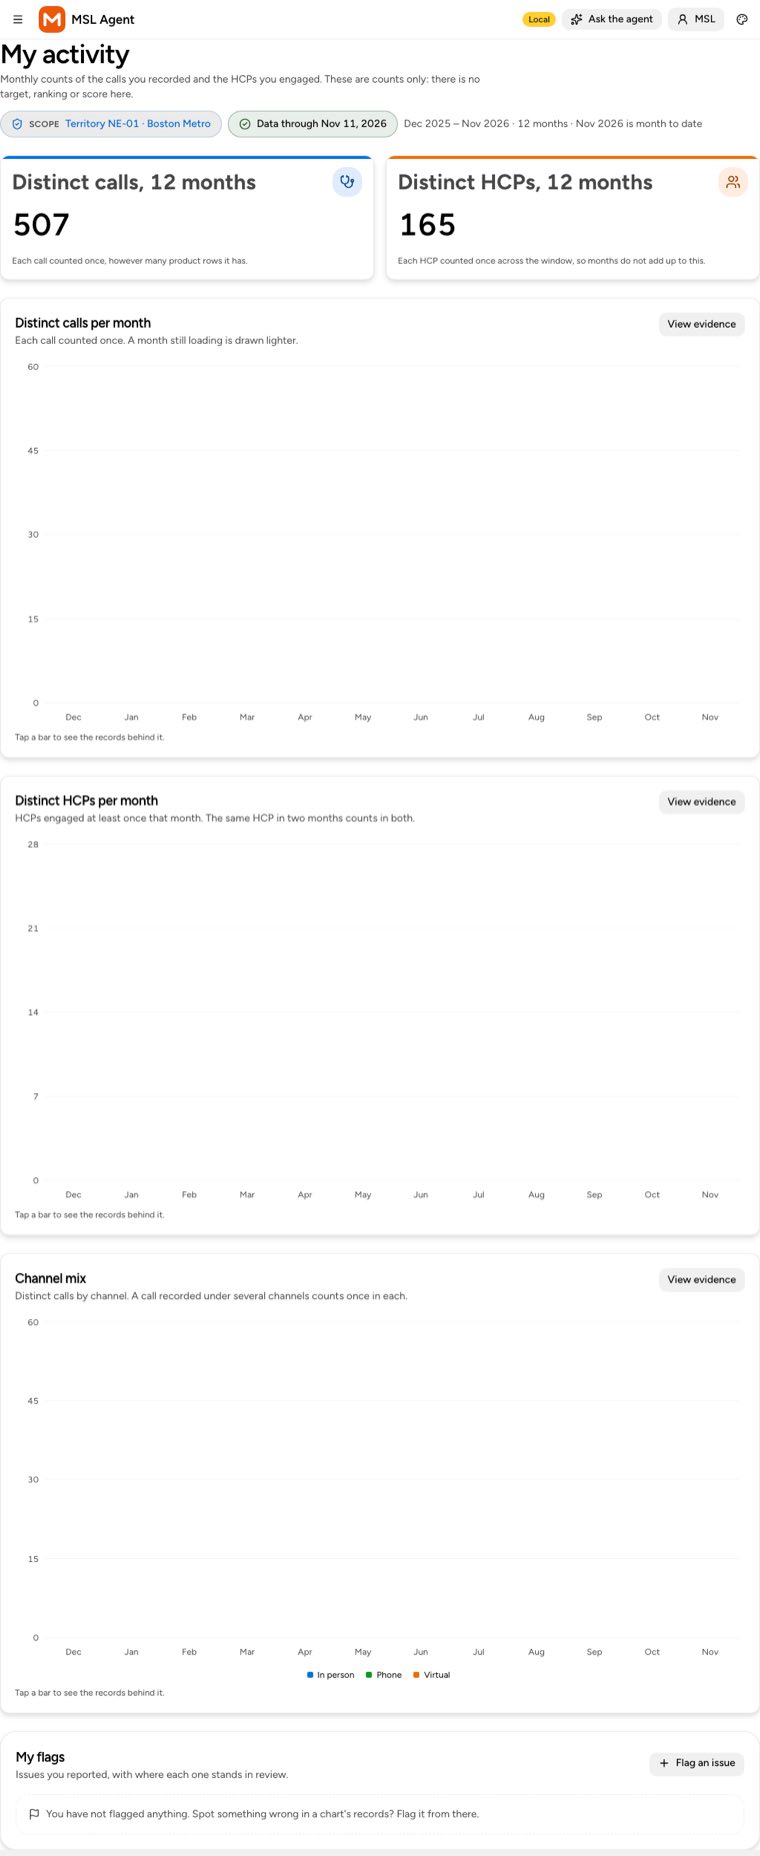 MSL Agent
Local
Ask the agent
MSL
My activity
Monthly counts of the calls you recorded and the HCPs you engaged. These are counts only: there is no
target, ranking or score here.
SCOPE Territory NE-01 · Boston Metro
Data through Nov 11, 2026
Dec 2025 – Nov 2026 · 12 months · Nov 2026 is month to date
Distinct calls, 12 months
507
Each call counted once, however many product rows it has.
Distinct HCPs, 12 months
165
Each HCP counted once across the window, so months do not add up to this.
Distinct calls per month
Each call counted once. A month still loading is drawn lighter.
View evidence
60
45
30
15
0
Dec Jan Feb Mar Apr May Jun Jul Aug Sep Oct Nov
Tap a bar to see the records behind it.
Distinct HCPs per month
HCPs engaged at least once that month. The same HCP in two months counts in both.
View evidence
28
21
14
7
0
Dec Jan Feb Mar Apr May Jun Jul Aug Sep Oct Nov
Tap a bar to see the records behind it.
Channel mix
Distinct calls by channel. A call recorded under several channels counts once in each.
View evidence
60
45
30
15
0
Dec Jan Feb Mar Apr May Jun Jul Aug Sep Oct Nov
In person Phone Virtual
Tap a bar to see the records behind it.
My flags
Issues you reported, with where each one stands in review.
Flag an issue
You have not flagged anything. Spot something wrong in a chart's records? Flag it from there.